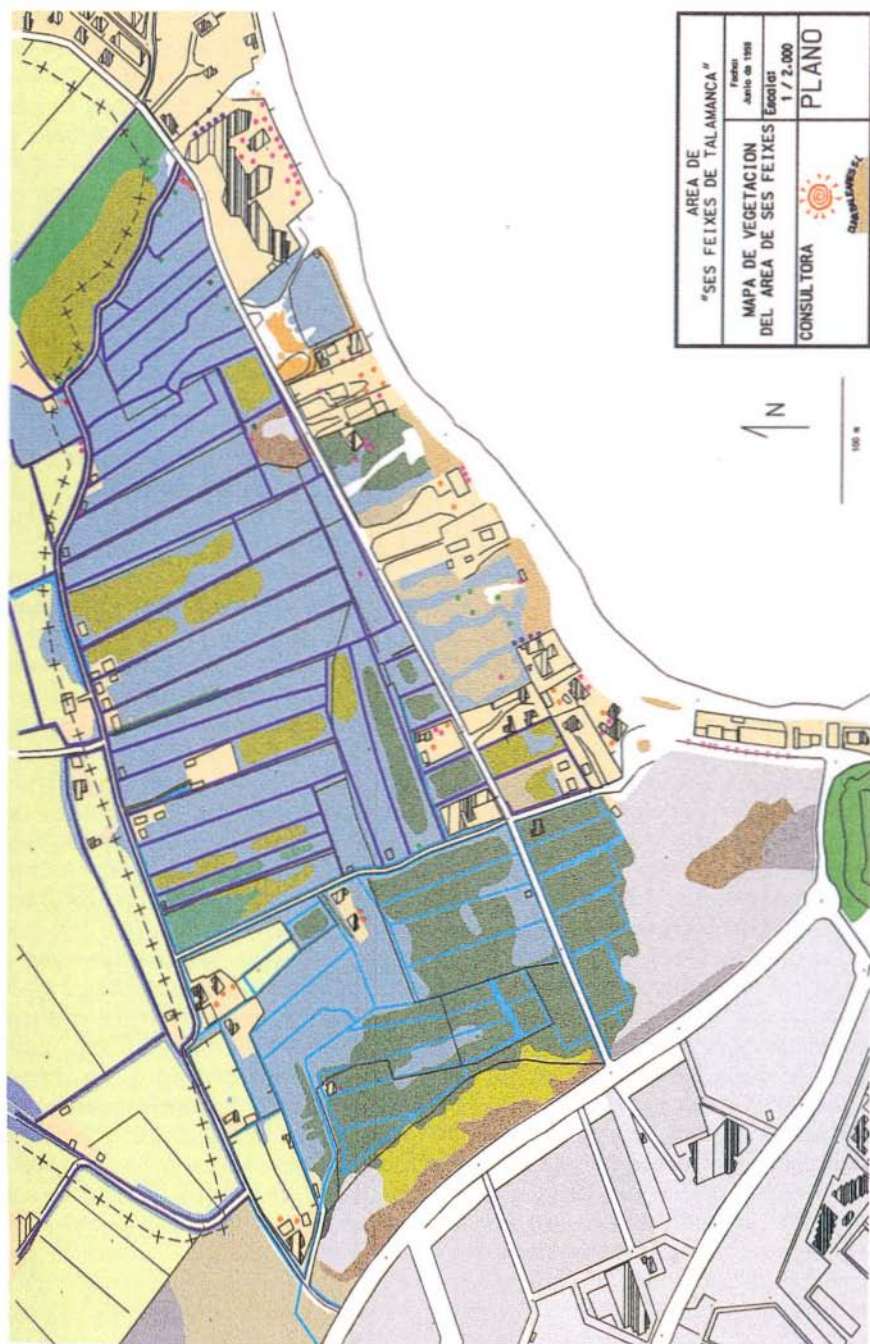 AREA DE
"SES FEIXES DE TALAMANCA"
MAPA DE VEGETACION
DEL AREA DE SES FEIXES
Fecha:
Junio de 1998
Escala:
1 / 2.000
CONSULTORA
PLANO
N
100 m